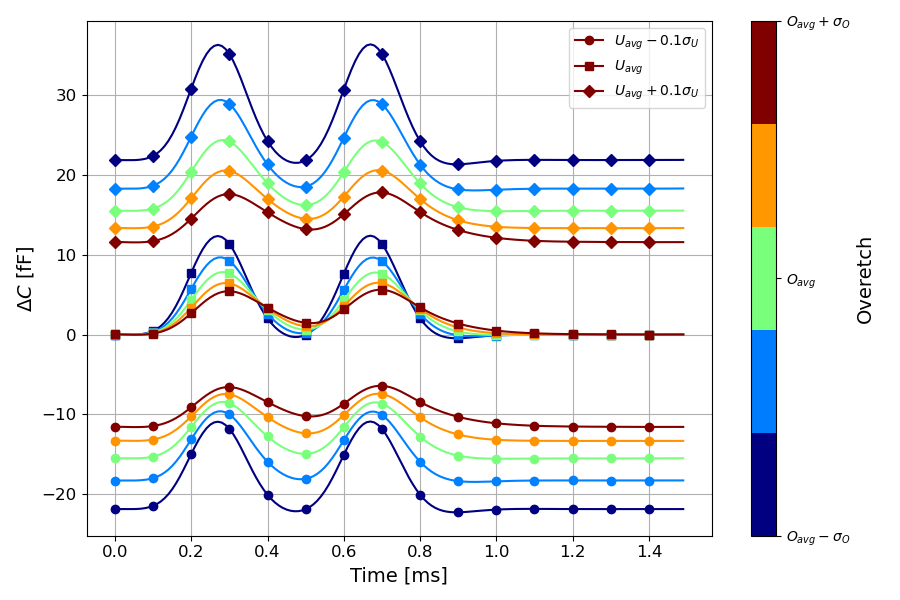 ΔC [fF]
30
20
10
0
−10
−20
0.0 0.2 0.4 0.6 0.8 1.0 1.2 1.4
Time [ms]
U_avg − 0.1σ_U
U_avg
U_avg + 0.1σ_U
O_avg + σ_O
O_avg
O_avg − σ_O
Overetch